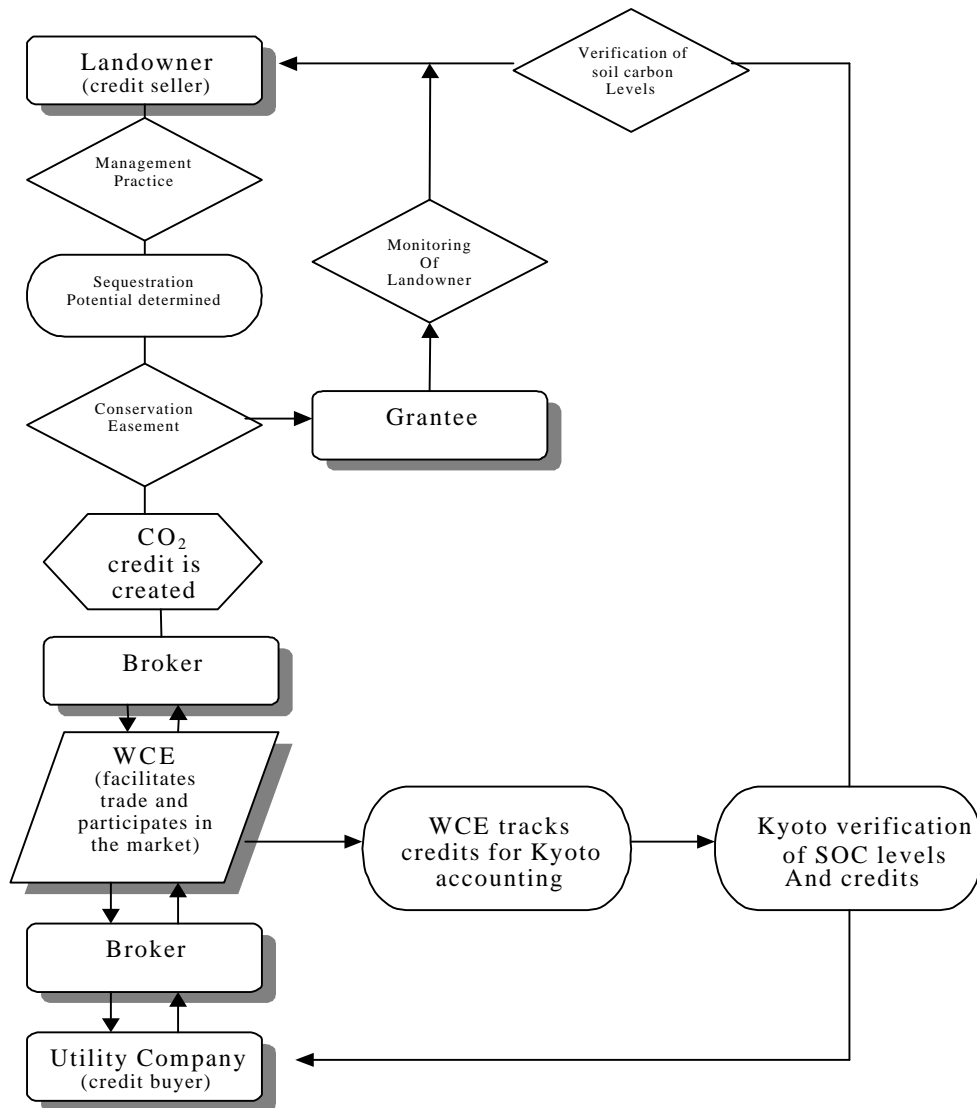 Landowner
(credit seller)
Verification of
soil carbon
Levels
Management
Practice
Monitoring
Of
Landowner
Sequestration
Potential determined
Conservation
Easement
Grantee
CO₂
credit is
created
Broker
WCE
(facilitates
trade and
participates in
the market)
WCE tracks
credits for Kyoto
accounting
Kyoto verification
of SOC levels
And credits
Broker
Utility Company
(credit buyer)